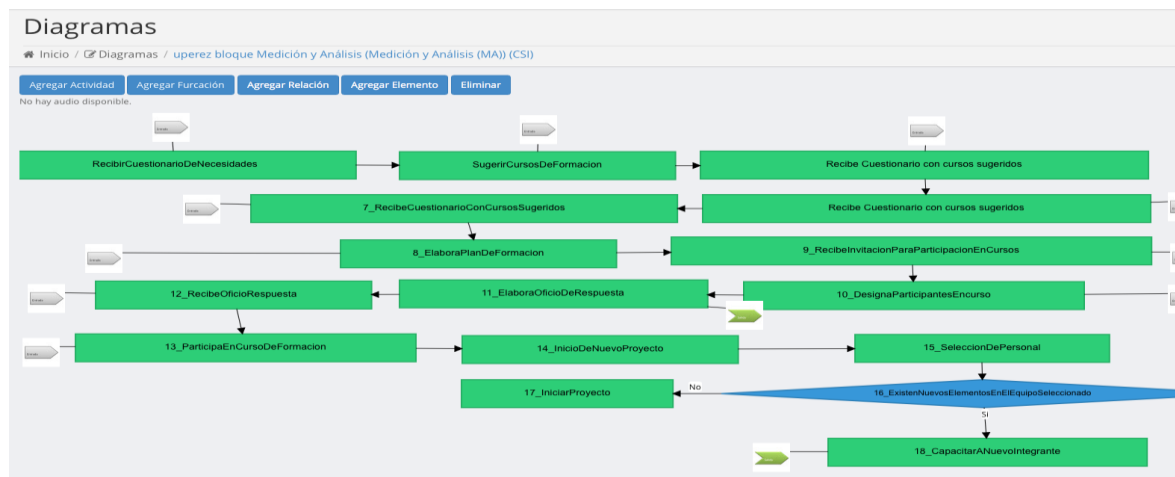 Diagramas
Inicio / Diagramas / uperez bloque Medición y Análisis (Medición y Análisis (MA)) (CSI)
Agregar Actividad Agregar Furcación Agregar Relación Agregar Elemento Eliminar
No hay audio disponible.
RecibirCuestionarioDeNecesidades SugerirCursosDeFormacion Recibe Cuestionario con cursos sugeridos
7_RecibeCuestionarioConCursosSugeridos Recibe Cuestionario con cursos sugeridos
8_ElaboraPlanDeFormacion 9_RecibeInvitacionParaParticipacionEnCursos
12_RecibeOficioRespuesta 11_ElaboraOficioDeRespuesta 10_DesignaParticipantesEncurso
13_ParticipaEnCursoDeFormacion 14_InicioDeNuevoProyecto 15_SeleccionDePersonal
17_IniciarProyecto No 16_ExistenNuevosElementosEnElEquipoSeleccionado
Si
18_CapacitarANuevoIntegrante